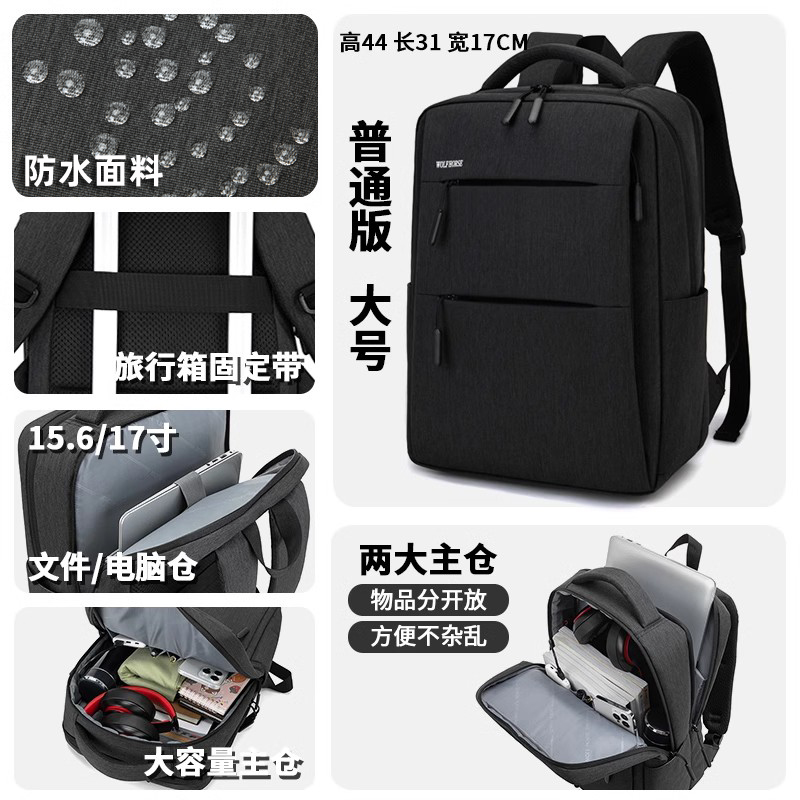 防水面料
旅行箱固定带
15.6/17寸
文件/电脑仓
大容量主仓
高44 长31 宽17CM
普通版 大号
WOLF HORSE
两大主仓
物品分开放
方便不杂乱